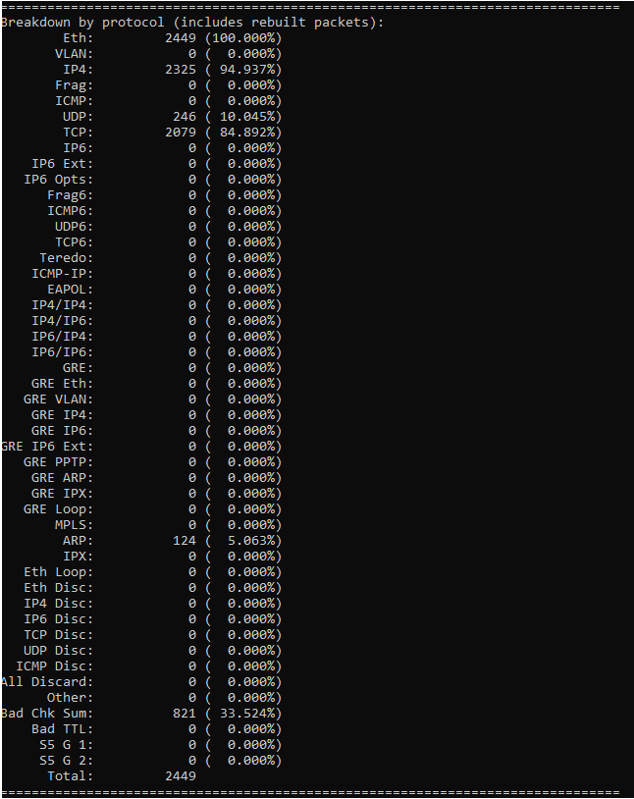 ===============================================================================
Breakdown by protocol (includes rebuilt packets):
        Eth:         2449 (100.000%)
       VLAN:            0 (  0.000%)
        IP4:         2325 ( 94.937%)
       Frag:            0 (  0.000%)
       ICMP:            0 (  0.000%)
        UDP:          246 ( 10.045%)
        TCP:         2079 ( 84.892%)
        IP6:            0 (  0.000%)
    IP6 Ext:            0 (  0.000%)
   IP6 Opts:            0 (  0.000%)
      Frag6:            0 (  0.000%)
      ICMP6:            0 (  0.000%)
       UDP6:            0 (  0.000%)
       TCP6:            0 (  0.000%)
     Teredo:            0 (  0.000%)
    ICMP-IP:            0 (  0.000%)
      EAPOL:            0 (  0.000%)
    IP4/IP4:            0 (  0.000%)
    IP4/IP6:            0 (  0.000%)
    IP6/IP4:            0 (  0.000%)
    IP6/IP6:            0 (  0.000%)
        GRE:            0 (  0.000%)
    GRE Eth:            0 (  0.000%)
   GRE VLAN:            0 (  0.000%)
    GRE IP4:            0 (  0.000%)
    GRE IP6:            0 (  0.000%)
GRE IP6 Ext:            0 (  0.000%)
   GRE PPTP:            0 (  0.000%)
    GRE ARP:            0 (  0.000%)
    GRE IPX:            0 (  0.000%)
   GRE Loop:            0 (  0.000%)
       MPLS:            0 (  0.000%)
        ARP:          124 (  5.063%)
        IPX:            0 (  0.000%)
   Eth Loop:            0 (  0.000%)
   Eth Disc:            0 (  0.000%)
   IP4 Disc:            0 (  0.000%)
   IP6 Disc:            0 (  0.000%)
   TCP Disc:            0 (  0.000%)
   UDP Disc:            0 (  0.000%)
  ICMP Disc:            0 (  0.000%)
All Discard:            0 (  0.000%)
      Other:            0 (  0.000%)
Bad Chk Sum:          821 ( 33.524%)
    Bad TTL:            0 (  0.000%)
     S5 G 1:            0 (  0.000%)
     S5 G 2:            0 (  0.000%)
      Total:         2449
===============================================================================